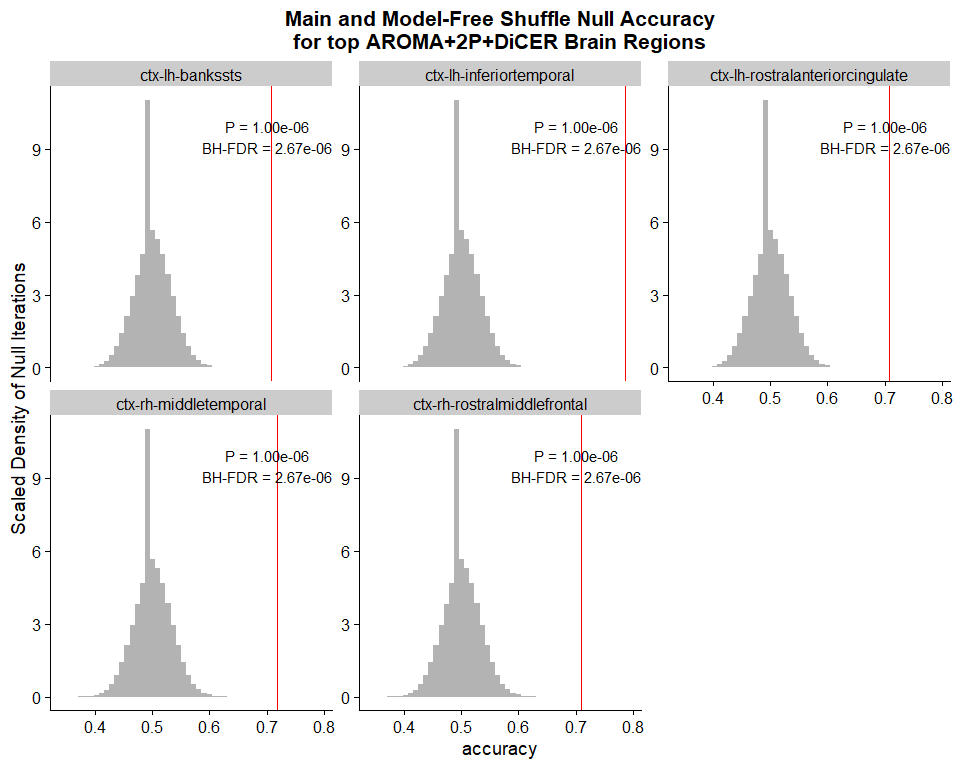 Main and Model-Free Shuffle Null Accuracy
for top AROMA+2P+DiCER Brain Regions
ctx-lh-bankssts
ctx-lh-inferiortemporal
ctx-lh-rostralanteriorcingulate
P = 1.00e-06
BH-FDR = 2.67e-06
P = 1.00e-06
BH-FDR = 2.67e-06
P = 1.00e-06
BH-FDR = 2.67e-06
9
6
3
0
9
6
3
0
9
6
3
0
0.4 0.5 0.6 0.7 0.8
ctx-rh-middletemporal
ctx-rh-rostralmiddlefrontal
P = 1.00e-06
BH-FDR = 2.67e-06
P = 1.00e-06
BH-FDR = 2.67e-06
9
6
3
0
9
6
3
0
0.4 0.5 0.6 0.7 0.8
0.4 0.5 0.6 0.7 0.8
Scaled Density of Null Iterations
accuracy